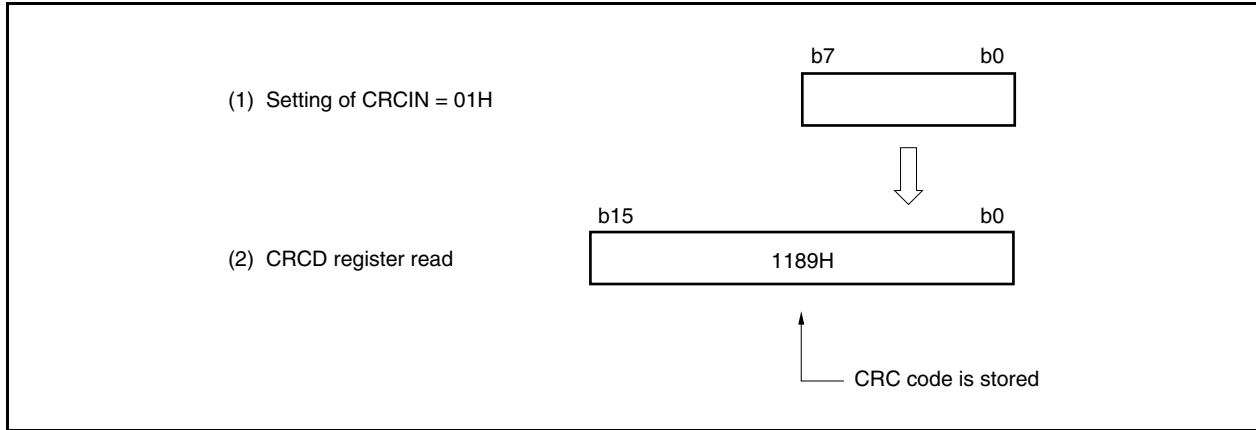 b7 b0
(1) Setting of CRCIN = 01H
b15 b0
(2) CRCD register read 1189H
CRC code is stored